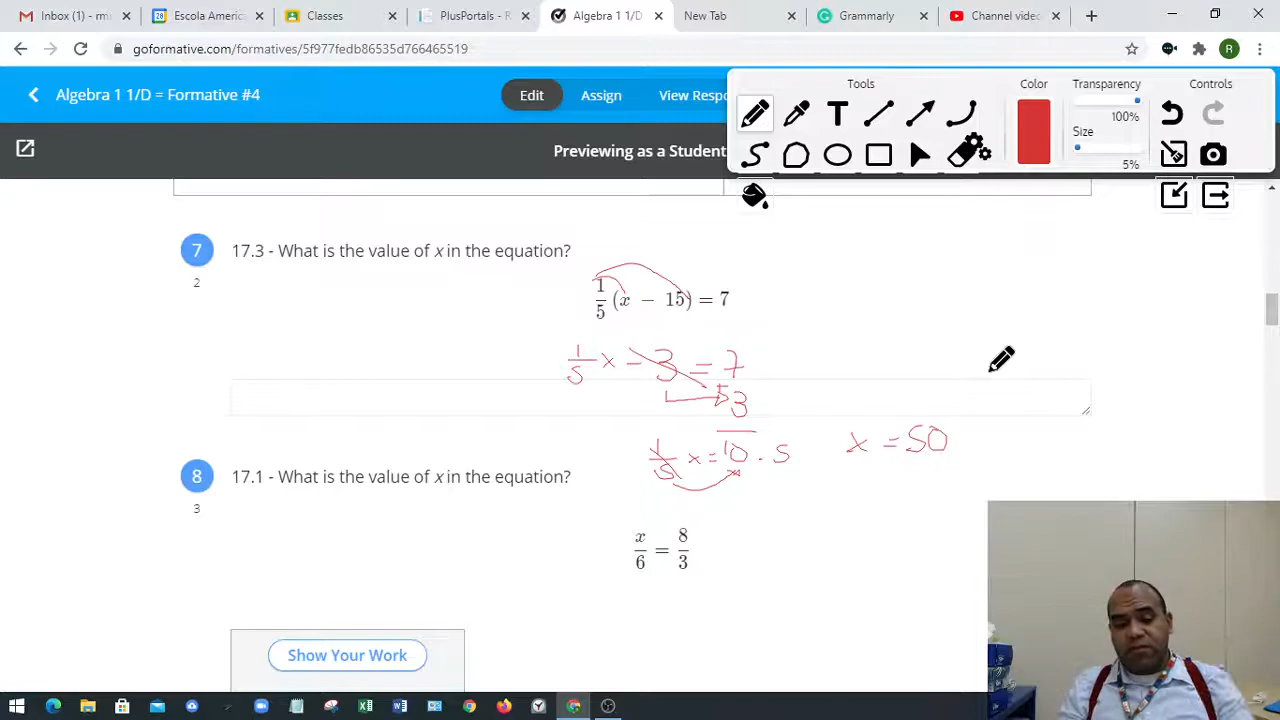 Inbox (1) - rm
Escola Americ
Classes
PlusPortals - R
Algebra 1 1/D
New Tab
Grammarly
Channel video
goformative.com/formatives/5f977fedb86535d766465519
R
Algebra 1 1/D = Formative #4
Edit
Assign
View Respo
Tools
Color
Transparency
Controls
100%
Size
5%
Previewing as a Student
7
17.3 - What is the value of x in the equation?
2
1/5 (x − 15) = 7
1/5 x − 3 = 7
+3
1/5 x = 10 · 5
x = 50
8
17.1 - What is the value of x in the equation?
3
x/6 = 8/3
Show Your Work